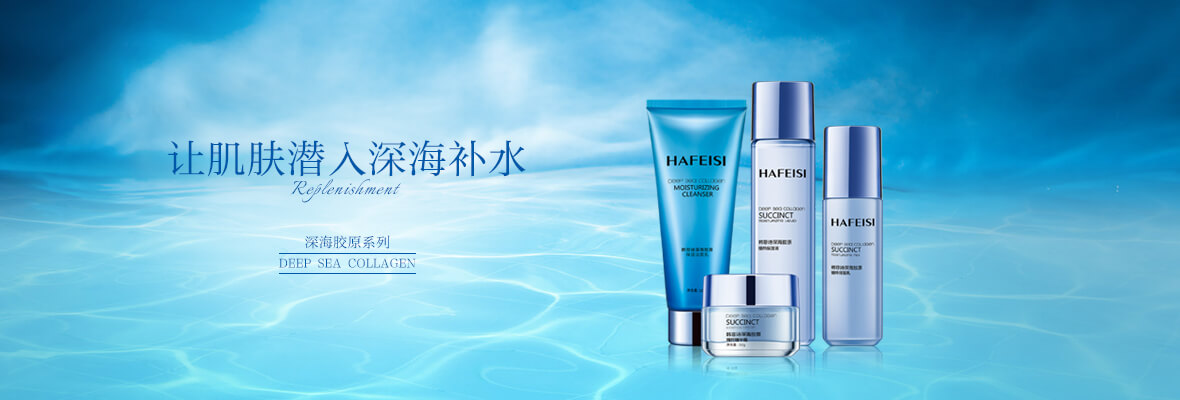 让肌肤潜入深海补水
Replenishment
深海胶原系列
DEEP SEA COLLAGEN
HAFEISI
DEEP SEA COLLAGEN
MOISTURIZING
CLEANSER
HAFEISI
DEEP SEA COLLAGEN
SUCCINCT
HAFEISI
DEEP SEA COLLAGEN
SUCCINCT
DEEP SEA COLLAGEN
SUCCINCT